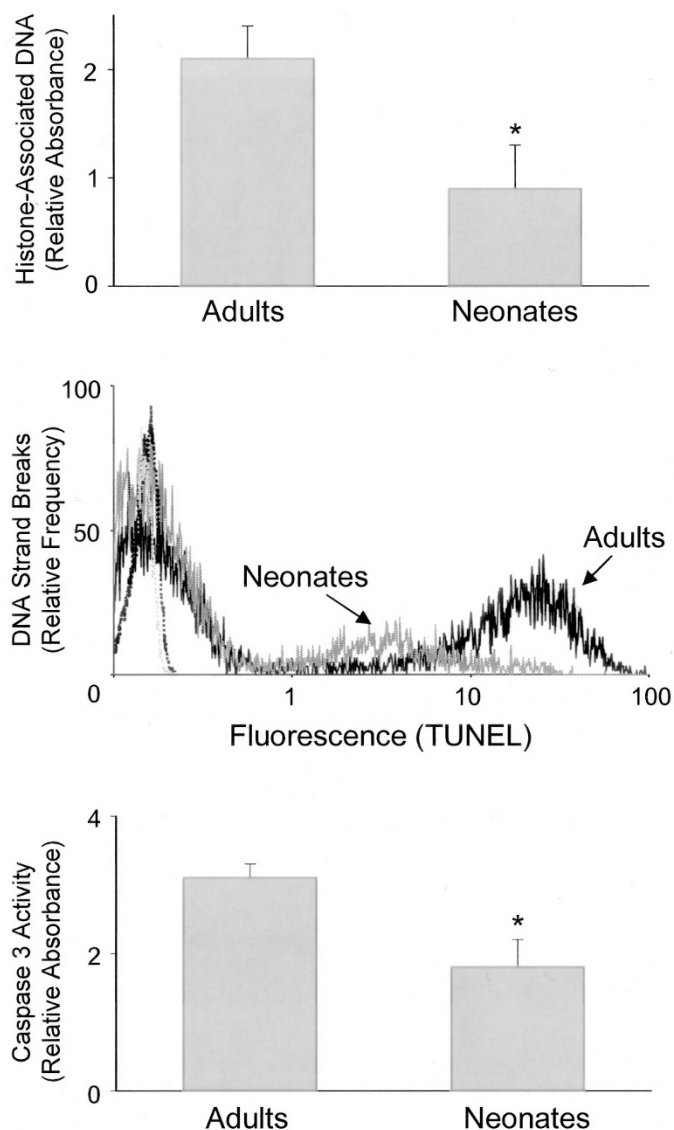 Histone-Associated DNA
(Relative Absorbance)
2
1
0
*
Adults
Neonates
DNA Strand Breaks
(Relative Frequency)
100
50
0
Neonates
Adults
1
10
100
Fluorescence (TUNEL)
Caspase 3 Activity
(Relative Absorbance)
4
2
0
*
Adults
Neonates